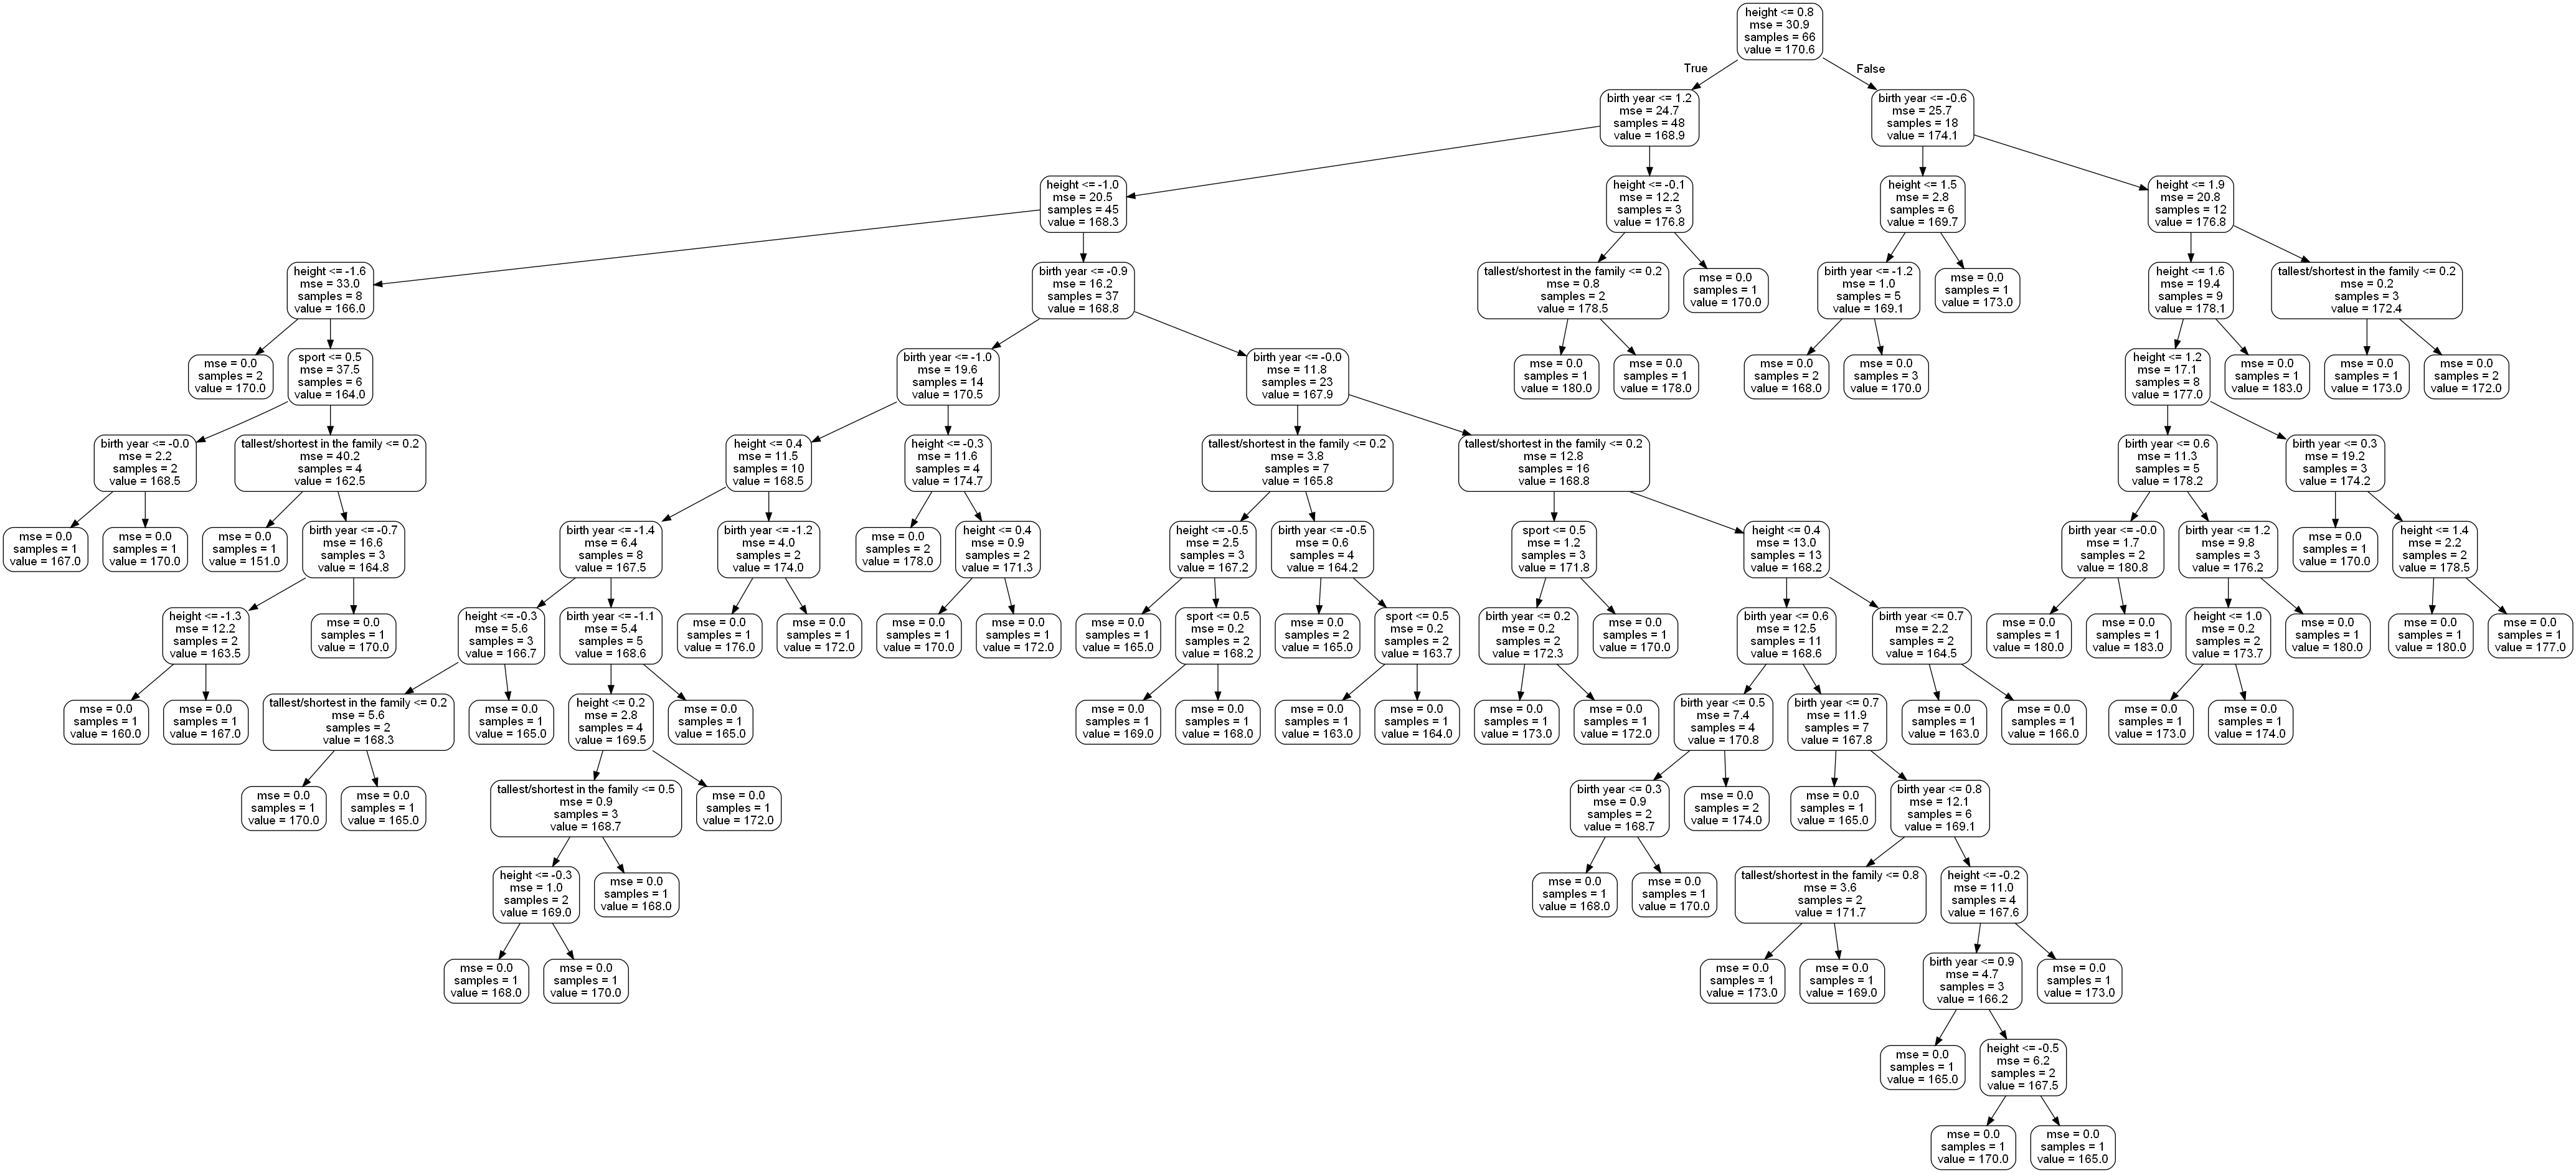 height <= 0.8
mse = 30.9
samples = 66
value = 170.6
True
False
birth year <= 1.2
mse = 24.7
samples = 48
value = 168.9
birth year <= -0.6
mse = 25.7
samples = 18
value = 174.1
height <= -1.0
mse = 20.5
samples = 45
value = 168.3
height <= -0.1
mse = 12.2
samples = 3
value = 176.8
height <= 1.5
mse = 2.8
samples = 6
value = 169.7
height <= 1.9
mse = 20.8
samples = 12
value = 176.8
height <= -1.6
mse = 33.0
samples = 8
value = 166.0
birth year <= -0.9
mse = 16.2
samples = 37
value = 168.8
tallest/shortest in the family <= 0.2
mse = 0.8
samples = 2
value = 178.5
mse = 0.0
samples = 1
value = 170.0
birth year <= -1.2
mse = 1.0
samples = 5
value = 169.1
mse = 0.0
samples = 1
value = 173.0
height <= 1.6
mse = 19.4
samples = 9
value = 178.1
tallest/shortest in the family <= 0.2
mse = 0.2
samples = 3
value = 172.4
mse = 0.0
samples = 2
value = 170.0
sport <= 0.5
mse = 37.5
samples = 6
value = 164.0
birth year <= -1.0
mse = 19.6
samples = 14
value = 170.5
birth year <= -0.0
mse = 11.8
samples = 23
value = 167.9
mse = 0.0
samples = 1
value = 180.0
mse = 0.0
samples = 1
value = 178.0
mse = 0.0
samples = 2
value = 168.0
mse = 0.0
samples = 3
value = 170.0
height <= 1.2
mse = 17.1
samples = 8
value = 177.0
mse = 0.0
samples = 1
value = 183.0
mse = 0.0
samples = 1
value = 173.0
mse = 0.0
samples = 2
value = 172.0
birth year <= -0.0
mse = 2.2
samples = 2
value = 168.5
tallest/shortest in the family <= 0.2
mse = 40.2
samples = 4
value = 162.5
height <= 0.4
mse = 11.5
samples = 10
value = 168.5
height <= -0.3
mse = 11.6
samples = 4
value = 174.7
tallest/shortest in the family <= 0.2
mse = 3.8
samples = 7
value = 165.8
tallest/shortest in the family <= 0.2
mse = 12.8
samples = 16
value = 168.8
birth year <= 0.6
mse = 11.3
samples = 5
value = 178.2
birth year <= 0.3
mse = 19.2
samples = 3
value = 174.2
mse = 0.0
samples = 1
value = 167.0
mse = 0.0
samples = 1
value = 170.0
mse = 0.0
samples = 1
value = 151.0
birth year <= -0.7
mse = 16.6
samples = 3
value = 164.8
birth year <= -1.4
mse = 6.4
samples = 8
value = 167.5
birth year <= -1.2
mse = 4.0
samples = 2
value = 174.0
mse = 0.0
samples = 2
value = 178.0
height <= 0.4
mse = 0.9
samples = 2
value = 171.3
height <= -0.5
mse = 2.5
samples = 3
value = 167.2
birth year <= -0.5
mse = 0.6
samples = 4
value = 164.2
sport <= 0.5
mse = 1.2
samples = 3
value = 171.8
height <= 0.4
mse = 13.0
samples = 13
value = 168.2
birth year <= -0.0
mse = 1.7
samples = 2
value = 180.8
birth year <= 1.2
mse = 9.8
samples = 3
value = 176.2
mse = 0.0
samples = 1
value = 170.0
height <= 1.4
mse = 2.2
samples = 2
value = 178.5
height <= -1.3
mse = 12.2
samples = 2
value = 163.5
mse = 0.0
samples = 1
value = 170.0
height <= -0.3
mse = 5.6
samples = 3
value = 166.7
birth year <= -1.1
mse = 5.4
samples = 5
value = 168.6
mse = 0.0
samples = 1
value = 176.0
mse = 0.0
samples = 1
value = 172.0
mse = 0.0
samples = 1
value = 170.0
mse = 0.0
samples = 1
value = 172.0
mse = 0.0
samples = 1
value = 165.0
sport <= 0.5
mse = 0.2
samples = 2
value = 168.2
mse = 0.0
samples = 2
value = 165.0
sport <= 0.5
mse = 0.2
samples = 2
value = 163.7
birth year <= 0.2
mse = 0.2
samples = 2
value = 172.3
mse = 0.0
samples = 1
value = 170.0
birth year <= 0.6
mse = 12.5
samples = 11
value = 168.6
birth year <= 0.7
mse = 2.2
samples = 2
value = 164.5
mse = 0.0
samples = 1
value = 180.0
mse = 0.0
samples = 1
value = 183.0
height <= 1.0
mse = 0.2
samples = 2
value = 173.7
mse = 0.0
samples = 1
value = 180.0
mse = 0.0
samples = 1
value = 180.0
mse = 0.0
samples = 1
value = 177.0
mse = 0.0
samples = 1
value = 160.0
mse = 0.0
samples = 1
value = 167.0
tallest/shortest in the family <= 0.2
mse = 5.6
samples = 2
value = 168.3
mse = 0.0
samples = 1
value = 165.0
height <= 0.2
mse = 2.8
samples = 4
value = 169.5
mse = 0.0
samples = 1
value = 165.0
mse = 0.0
samples = 1
value = 169.0
mse = 0.0
samples = 1
value = 168.0
mse = 0.0
samples = 1
value = 163.0
mse = 0.0
samples = 1
value = 164.0
mse = 0.0
samples = 1
value = 173.0
mse = 0.0
samples = 1
value = 172.0
birth year <= 0.5
mse = 7.4
samples = 4
value = 170.8
birth year <= 0.7
mse = 11.9
samples = 7
value = 167.8
mse = 0.0
samples = 1
value = 163.0
mse = 0.0
samples = 1
value = 166.0
mse = 0.0
samples = 1
value = 173.0
mse = 0.0
samples = 1
value = 174.0
mse = 0.0
samples = 1
value = 170.0
mse = 0.0
samples = 1
value = 165.0
tallest/shortest in the family <= 0.5
mse = 0.9
samples = 3
value = 168.7
mse = 0.0
samples = 1
value = 172.0
birth year <= 0.3
mse = 0.9
samples = 2
value = 168.7
mse = 0.0
samples = 2
value = 174.0
mse = 0.0
samples = 1
value = 165.0
birth year <= 0.8
mse = 12.1
samples = 6
value = 169.1
height <= -0.3
mse = 1.0
samples = 2
value = 169.0
mse = 0.0
samples = 1
value = 168.0
mse = 0.0
samples = 1
value = 168.0
mse = 0.0
samples = 1
value = 170.0
tallest/shortest in the family <= 0.8
mse = 3.6
samples = 2
value = 171.7
height <= -0.2
mse = 11.0
samples = 4
value = 167.6
mse = 0.0
samples = 1
value = 168.0
mse = 0.0
samples = 1
value = 170.0
mse = 0.0
samples = 1
value = 173.0
mse = 0.0
samples = 1
value = 169.0
birth year <= 0.9
mse = 4.7
samples = 3
value = 166.2
mse = 0.0
samples = 1
value = 173.0
mse = 0.0
samples = 1
value = 165.0
height <= -0.5
mse = 6.2
samples = 2
value = 167.5
mse = 0.0
samples = 1
value = 170.0
mse = 0.0
samples = 1
value = 165.0